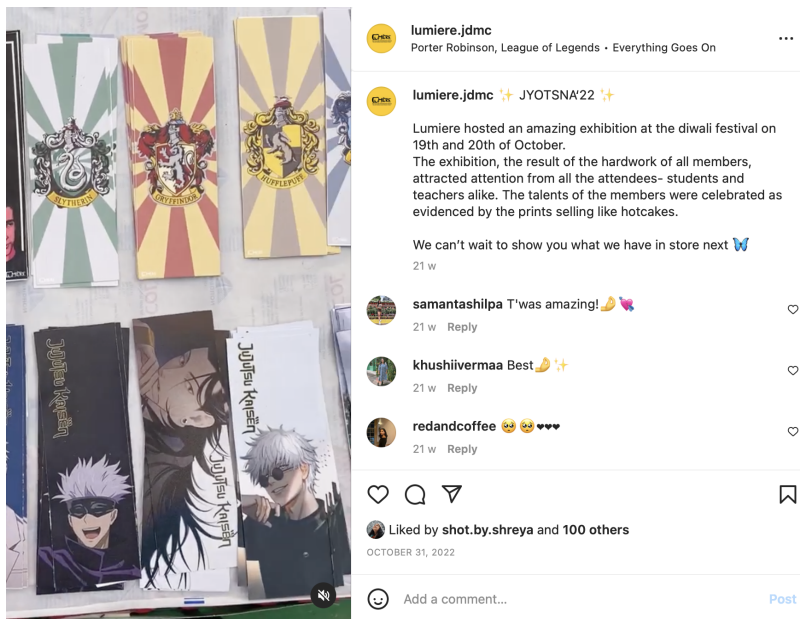 SLYTHERIN
GRYFFINDOR
HUFFLEPUFF
JUJUTSU KAISEN
JUJUTSU KAISEN
JUJUTSU KAISEN
lumiere.jdmc
Porter Robinson, League of Legends • Everything Goes On
lumiere.jdmc ✨ JYOTSNA'22 ✨
Lumiere hosted an amazing exhibition at the diwali festival on
19th and 20th of October.
The exhibition, the result of the hardwork of all members,
attracted attention from all the attendees- students and
teachers alike. The talents of the members were celebrated as
evidenced by the prints selling like hotcakes.
We can't wait to show you what we have in store next 🦋
21 w
samantashilpa T'was amazing!🤌💘
21 w Reply
khushiivermaa Best🤌✨
21 w Reply
redandcoffee 🥺🥺❤❤❤
21 w Reply
Liked by shot.by.shreya and 100 others
OCTOBER 31, 2022
Add a comment...
Post